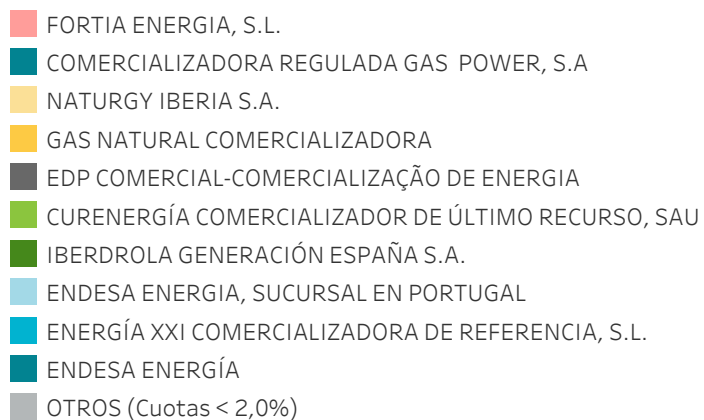 FORTIA ENERGIA, S.L.
COMERCIALIZADORA REGULADA GAS  POWER, S.A
NATURGY IBERIA S.A.
GAS NATURAL COMERCIALIZADORA
EDP COMERCIAL-COMERCIALIZAÇÃO DE ENERGIA
CURENERGÍA COMERCIALIZADOR DE ÚLTIMO RECURSO, SAU
IBERDROLA GENERACIÓN ESPAÑA S.A.
ENDESA ENERGIA, SUCURSAL EN PORTUGAL
ENERGÍA XXI COMERCIALIZADORA DE REFERENCIA, S.L.
ENDESA ENERGÍA
OTROS (Cuotas < 2,0%)